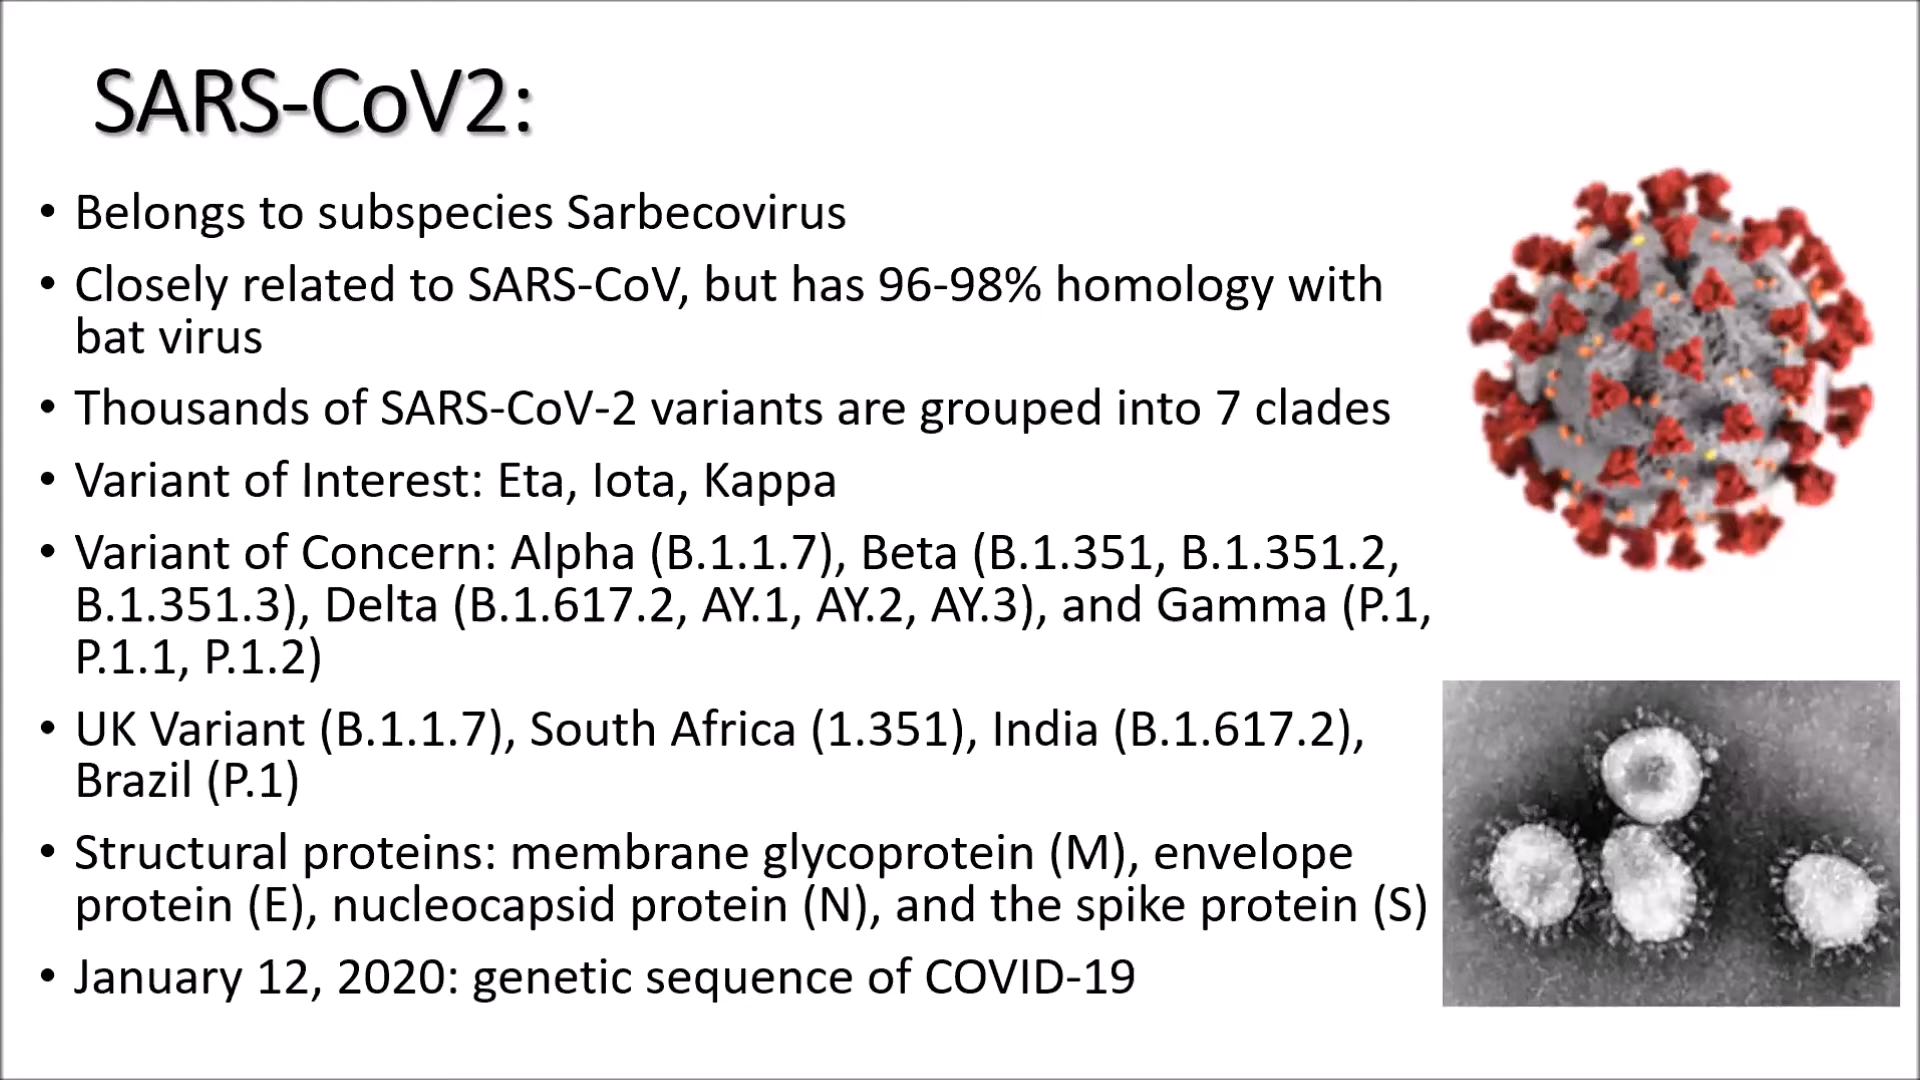 SARS-CoV2:
• Belongs to subspecies Sarbecovirus
• Closely related to SARS-CoV, but has 96-98% homology with
bat virus
• Thousands of SARS-CoV-2 variants are grouped into 7 clades
• Variant of Interest: Eta, Iota, Kappa
• Variant of Concern: Alpha (B.1.1.7), Beta (B.1.351, B.1.351.2,
B.1.351.3), Delta (B.1.617.2, AY.1, AY.2, AY.3), and Gamma (P.1,
P.1.1, P.1.2)
• UK Variant (B.1.1.7), South Africa (1.351), India (B.1.617.2),
Brazil (P.1)
• Structural proteins: membrane glycoprotein (M), envelope
protein (E), nucleocapsid protein (N), and the spike protein (S)
• January 12, 2020: genetic sequence of COVID-19